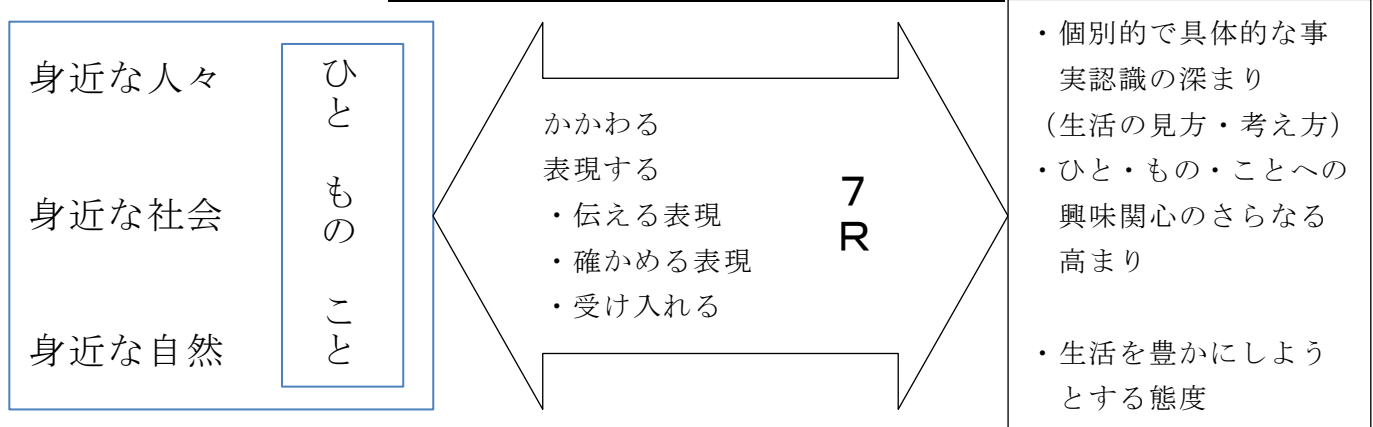 身近な人々
身近な社会
身近な自然
ひと
もの
こと
かかわる
表現する
・伝える表現
・確かめる表現
・受け入れる
7
R
・個別的で具体的な事
実認識の深まり
（生活の見方・考え方）
・ひと・もの・ことへの
興味関心のさらなる
高まり
・生活を豊かにしよう
とする態度